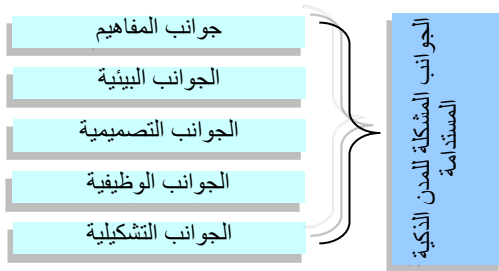 الجوانب المشكلة للمدن الذكية
المستدامة
جوانب المفاهيم
الجوانب البيئية
الجوانب التصميمية
الجوانب الوظيفية
الجوانب التشكيلية